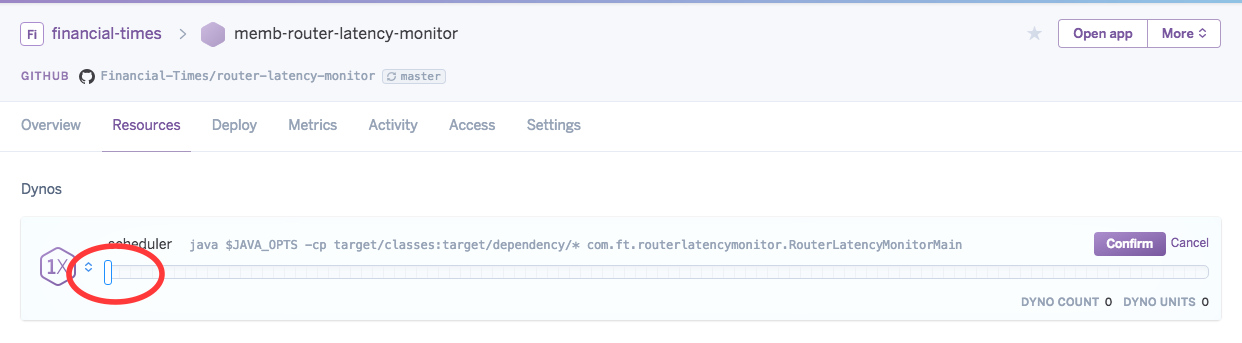 Fi financial-times > memb-router-latency-monitor Open app More
GITHUB Financial-Times/router-latency-monitor master
Overview Resources Deploy Metrics Activity Access Settings
Dynos
scheduler java $JAVA_OPTS -cp target/classes:target/dependency/* com.ft.routerlatencymonitor.RouterLatencyMonitorMain Confirm Cancel
1X
DYNO COUNT 0 DYNO UNITS 0